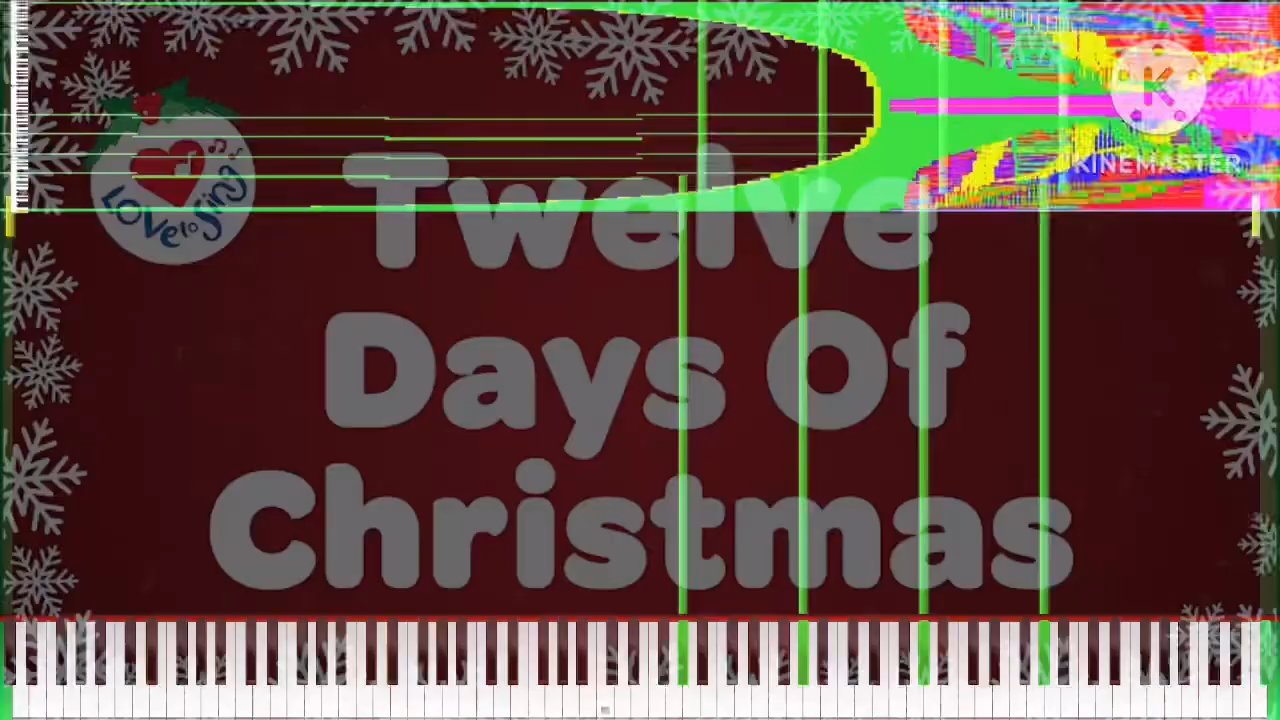 Love to Sing
K
KINEMASTER
Twelve
Days Of
Christmas